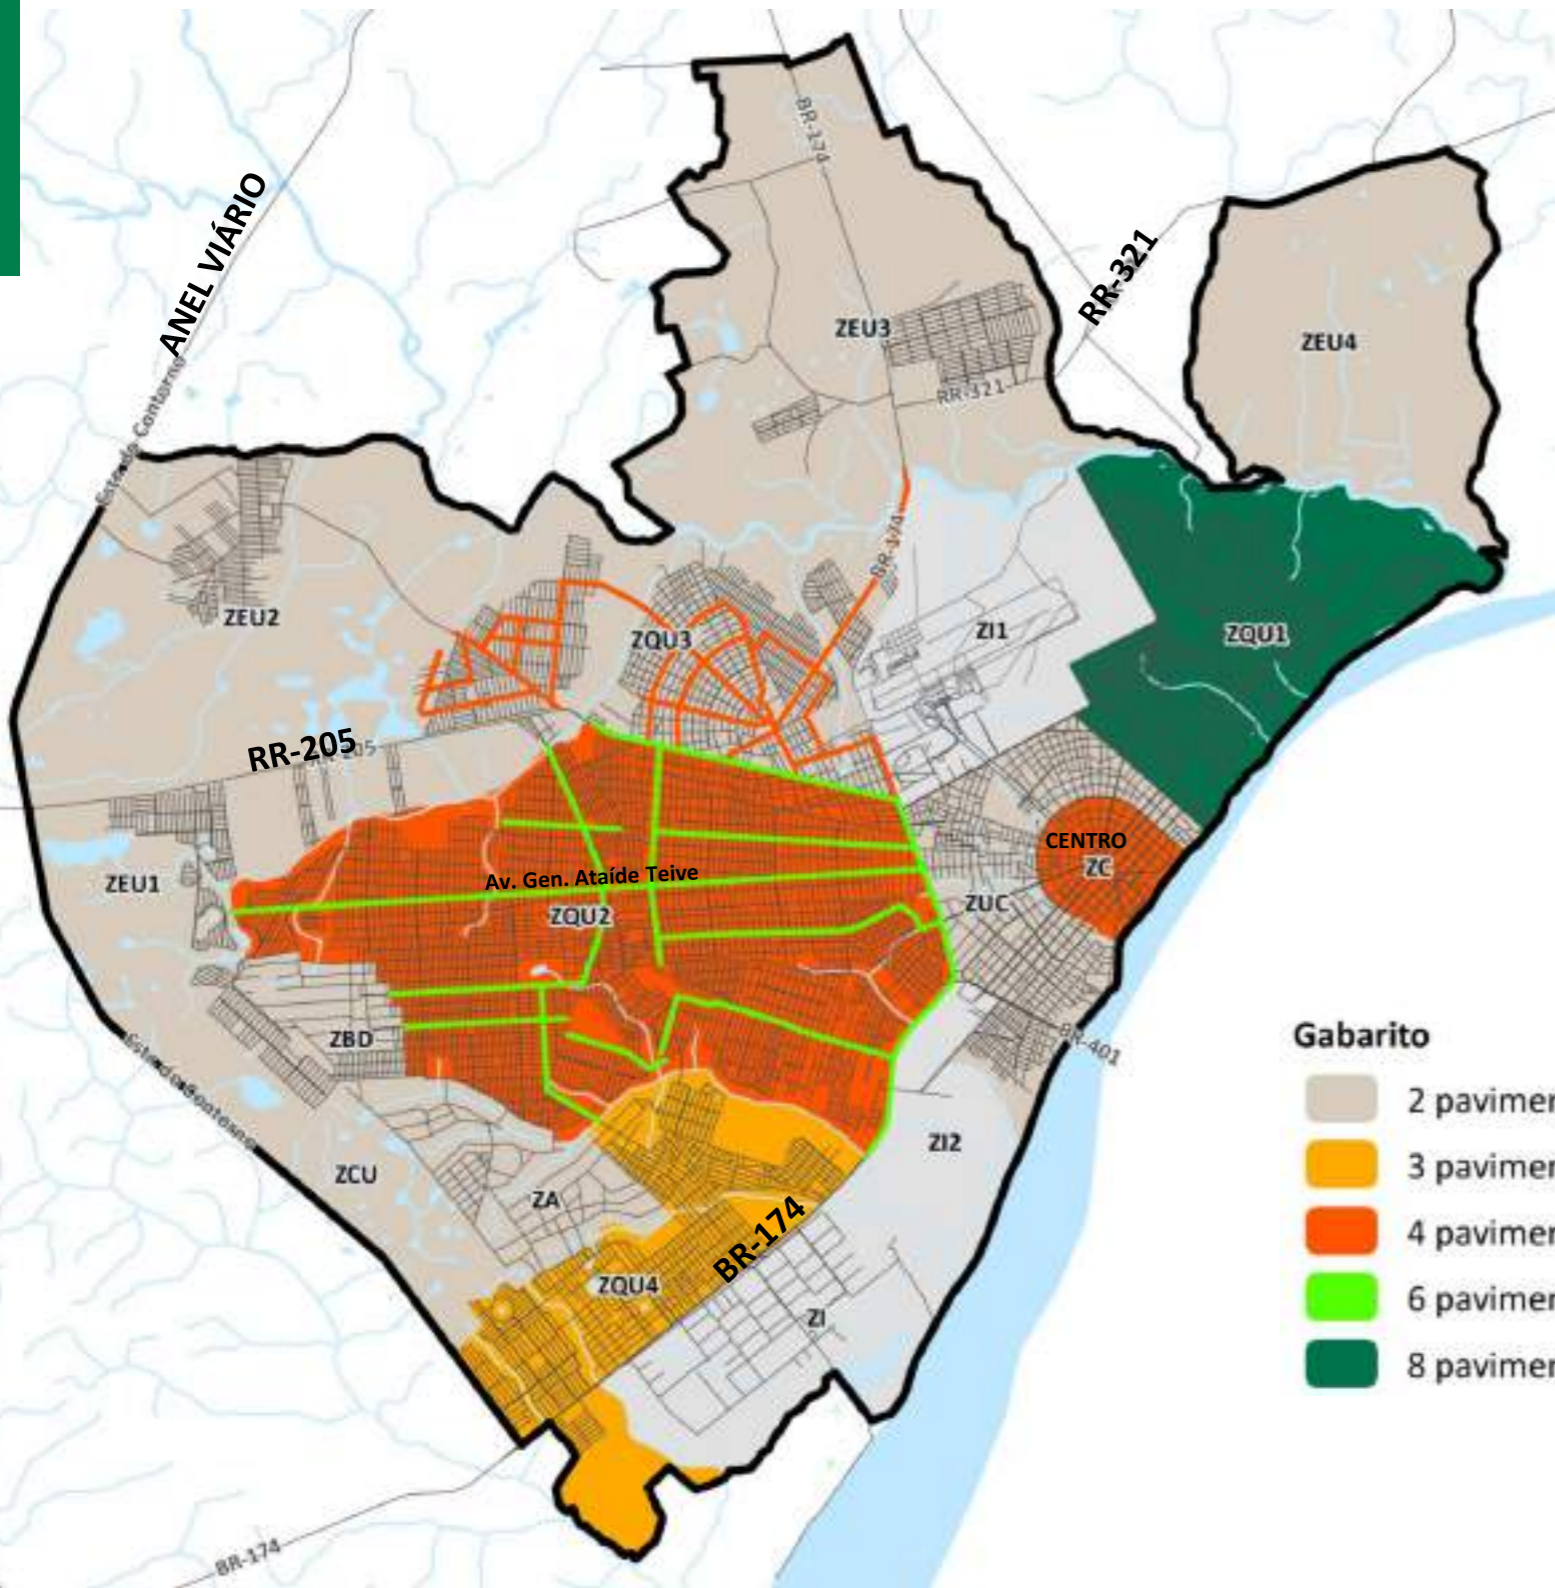 BR-174
ANEL VIÁRIO
RR-321
ZEU3
ZEU4
RR-321
BR-174
ZEU2
ZQU3
ZI1
ZQU1
RR-205
CENTRO
ZC
Av. Gen. Ataíde Teive
ZEU1
ZQU2
ZUC
ZBD
BR-401
ZI2
ZCU
ZA
BR-174
ZQU4
ZI
BR-174
Gabarito
2 pavimen
3 pavimen
4 pavimen
6 pavimen
8 pavimen